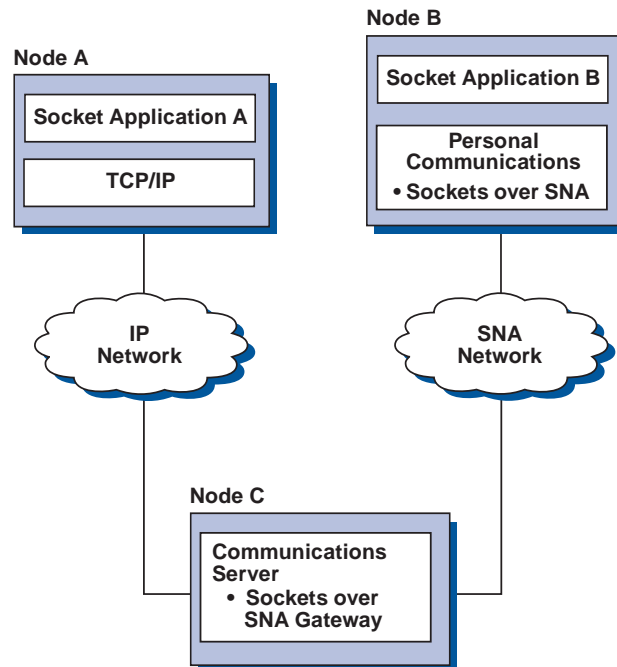 Node A
Socket Application A
TCP/IP
Node B
Socket Application B
Personal
Communications
• Sockets over SNA
IP
Network
SNA
Network
Node C
Communications
Server
• Sockets over
SNA Gateway